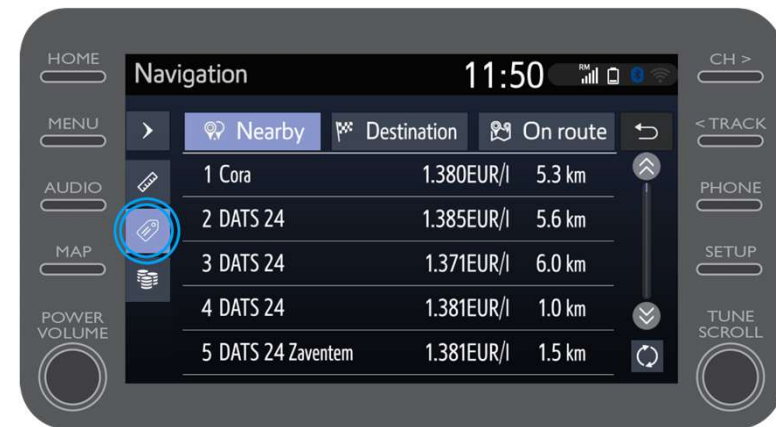 HOME
CH >
Navigation 11:50 RM
MENU
< TRACK
Nearby Destination On route
AUDIO
PHONE
1 Cora 1.380EUR/l 5.3 km
2 DATS 24 1.385EUR/l 5.6 km
MAP
SETUP
3 DATS 24 1.371EUR/l 6.0 km
4 DATS 24 1.381EUR/l 1.0 km
POWER
VOLUME
TUNE
SCROLL
5 DATS 24 Zaventem 1.381EUR/l 1.5 km